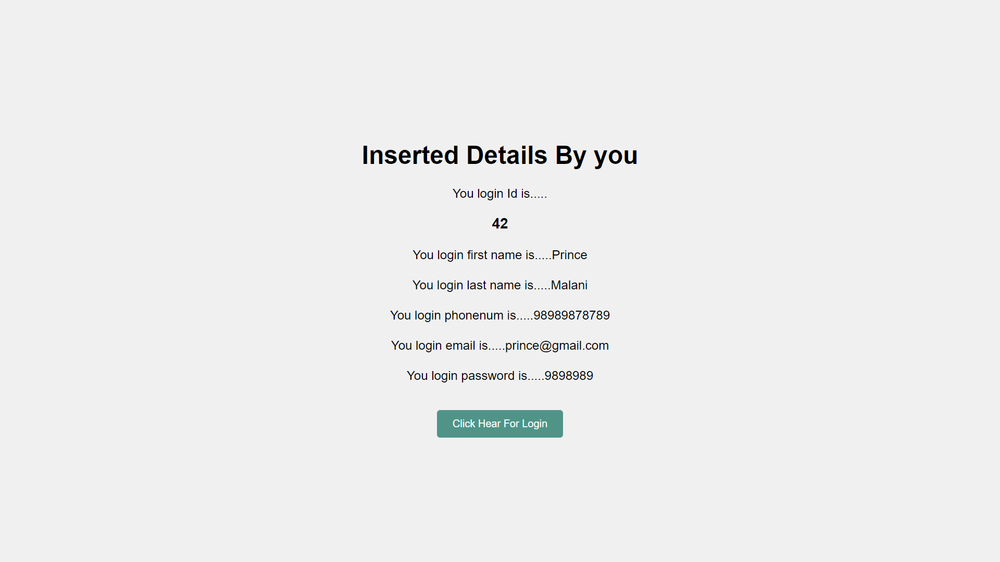 Inserted Details By you
You login Id is.....
42
You login first name is.....Prince
You login last name is.....Malani
You login phonenum is.....98989878789
You login email is.....prince@gmail.com
You login password is.....9898989
Click Hear For Login